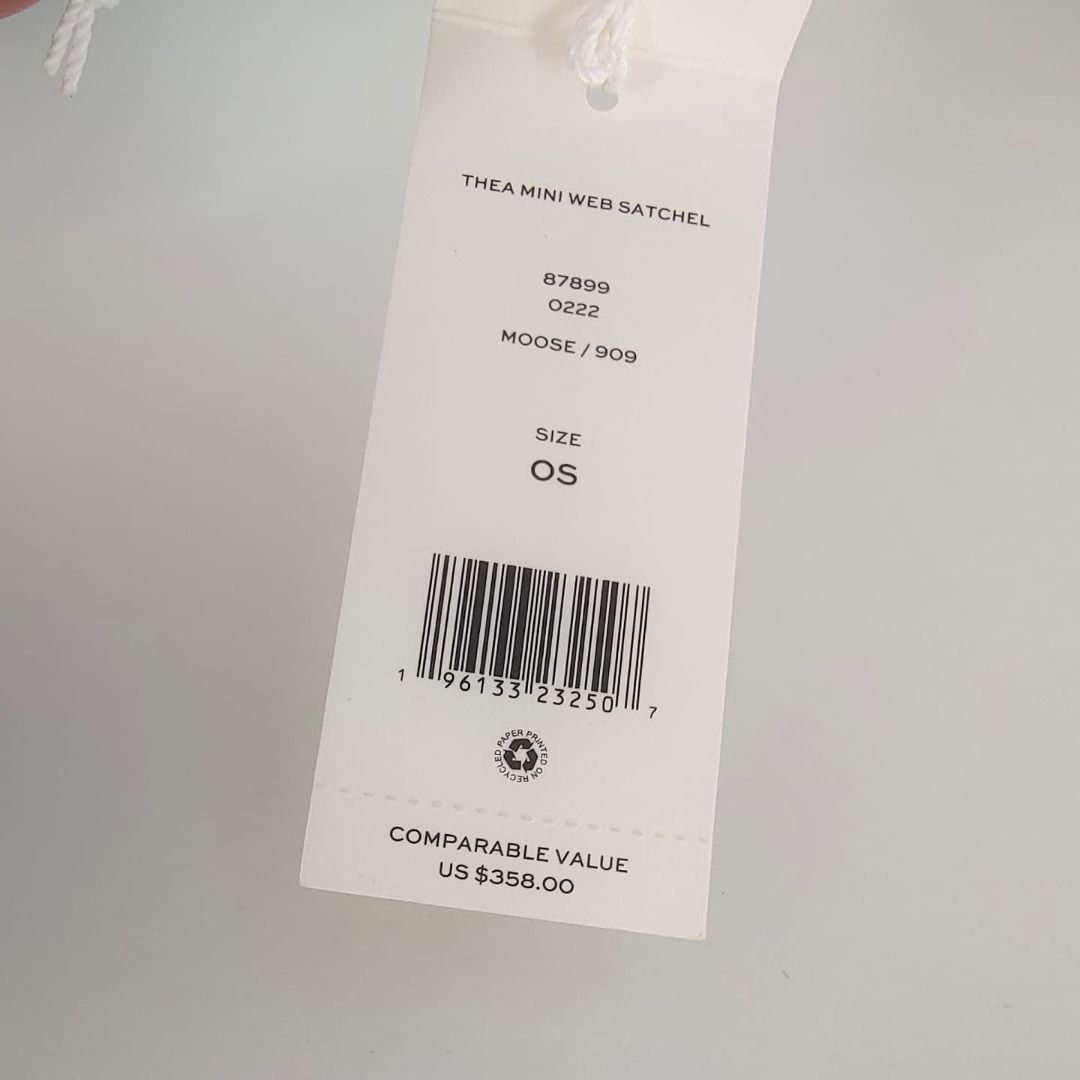 THEA MINI WEB SATCHEL
87899
0222
MOOSE / 909
SIZE
OS
1 96133 23250 7
PRINTED ON RECYCLED PAPER
COMPARABLE VALUE
US $358.00